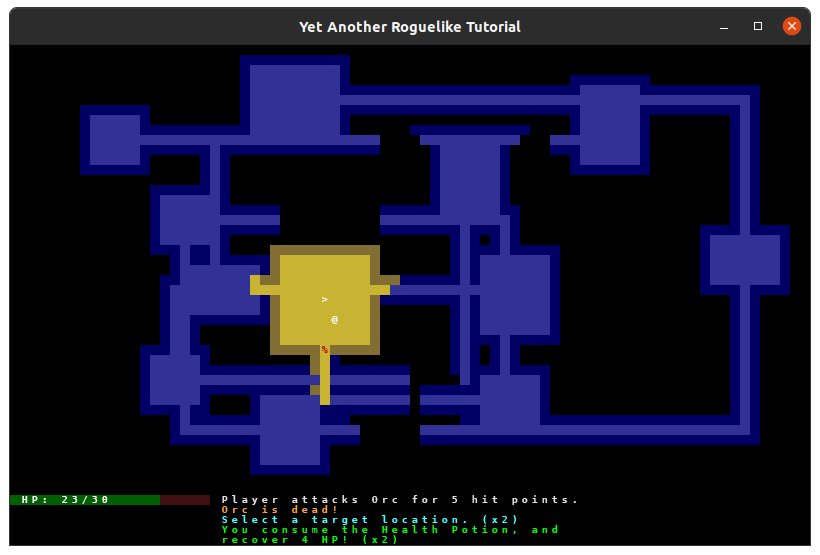 Yet Another Roguelike Tutorial
>
@
%
HP: 23/30
Player attacks Orc for 5 hit points.
Orc is dead!
Select a target location. (x2)
You consume the Health Potion, and
recover 4 HP! (x2)